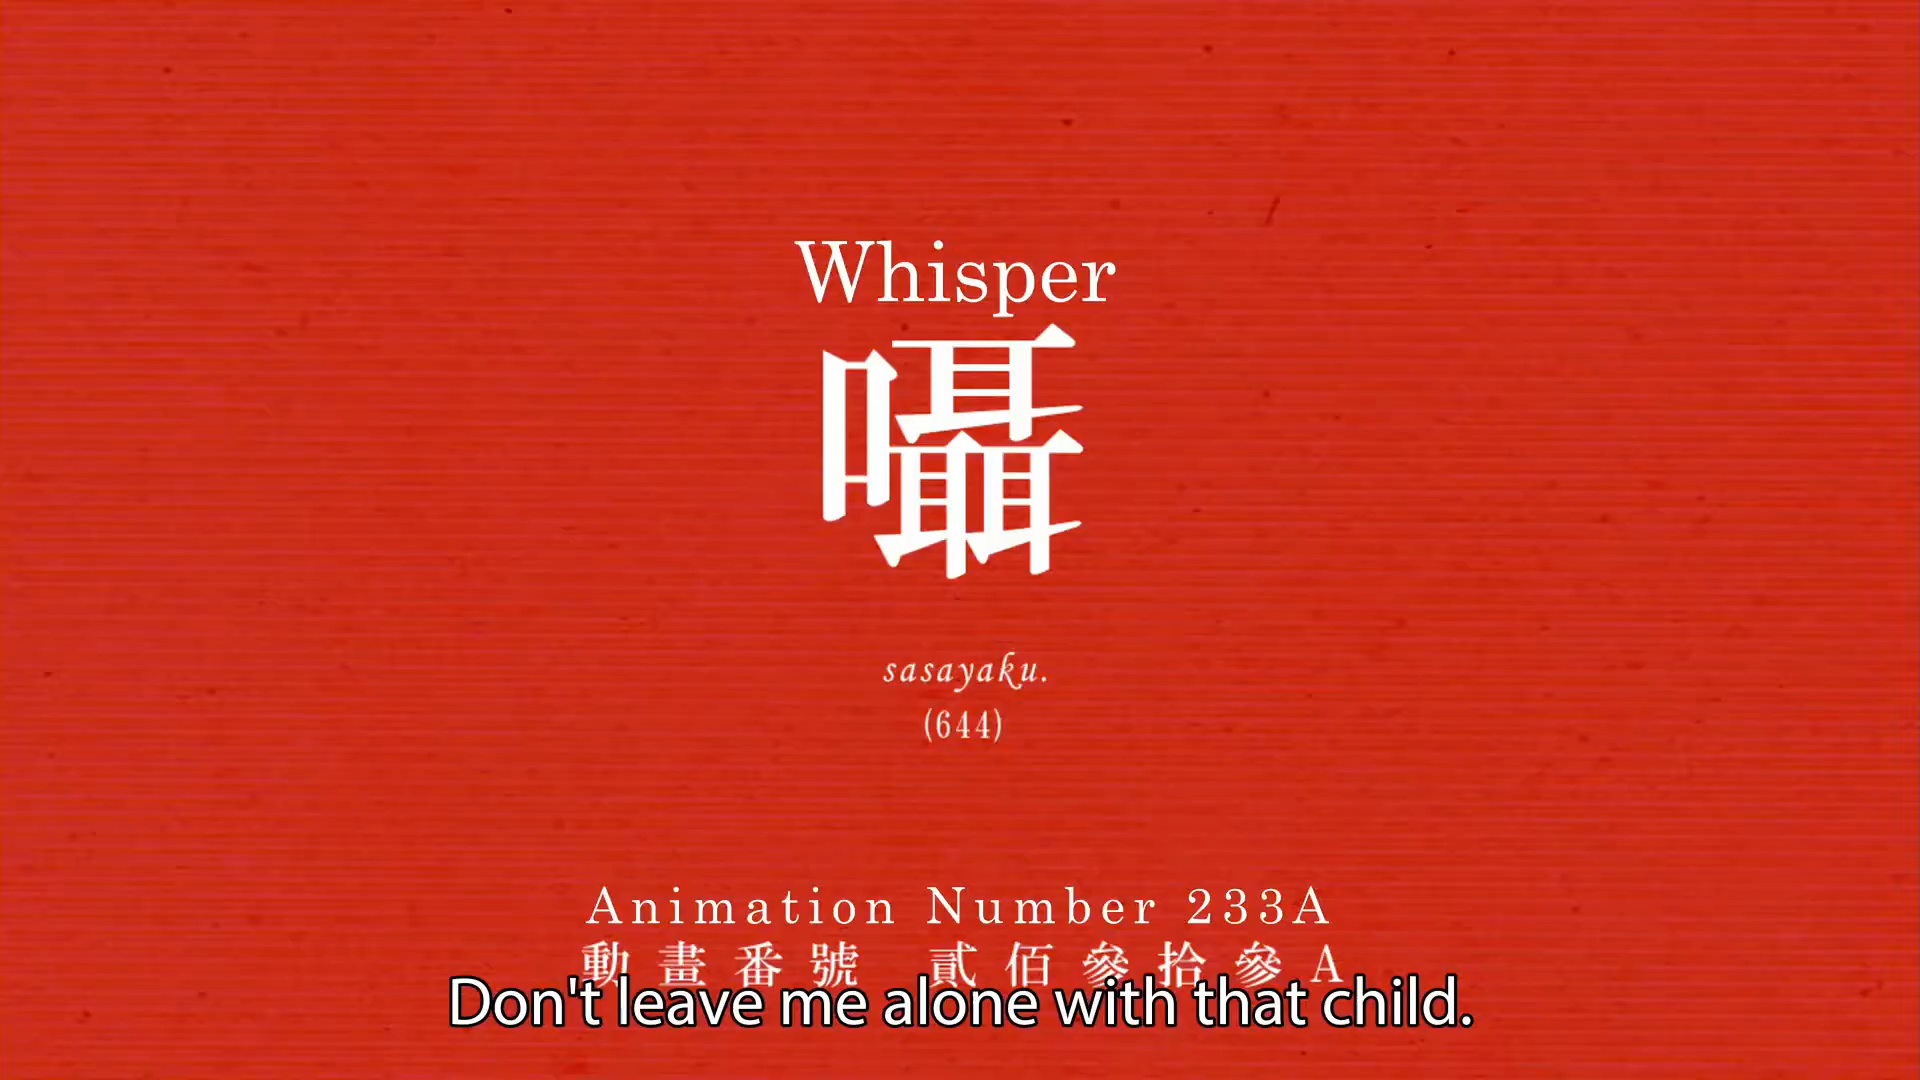 Whisper
囁
sasayaku.
(644)
Animation Number 233A
動畫番號 貳佰參拾參A
Don't leave me alone with that child.